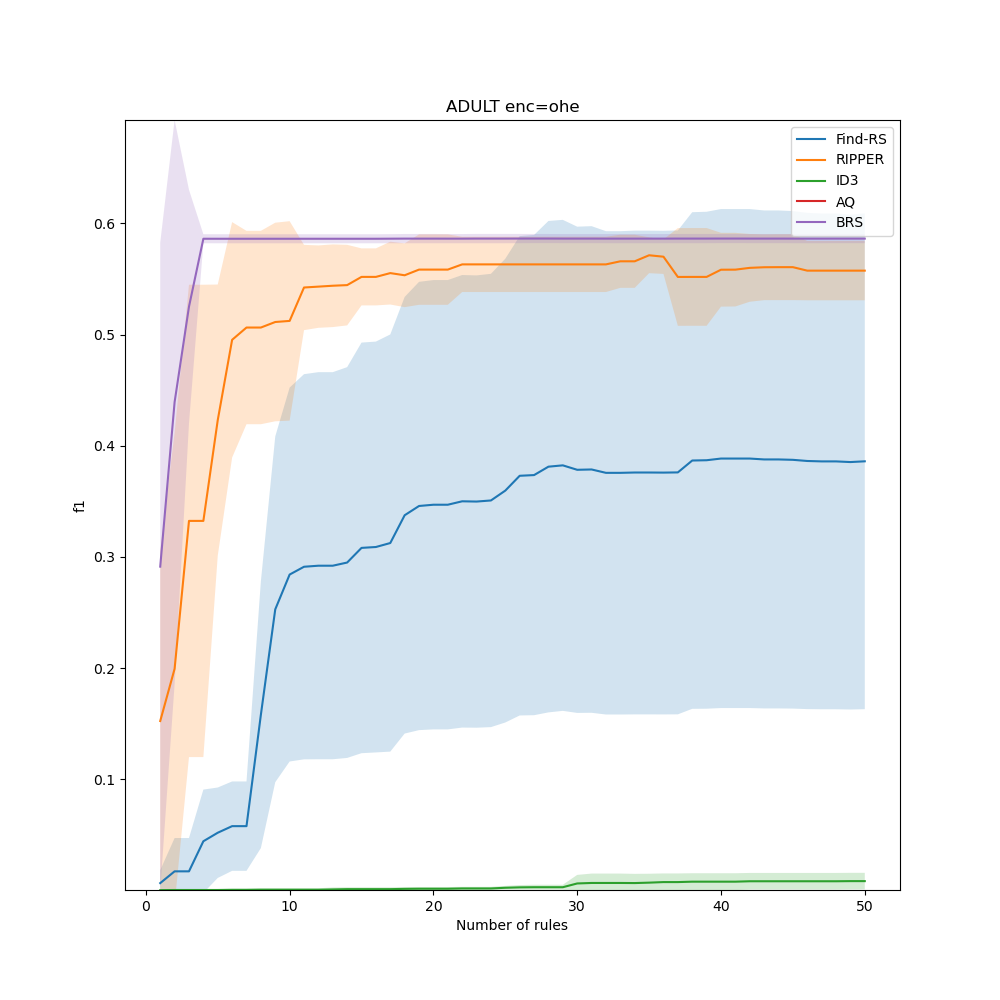 ADULT enc=ohe
Find-RS
RIPPER
ID3
AQ
BRS
f1
0.6
0.5
0.4
0.3
0.2
0.1
0 10 20 30 40 50
Number of rules